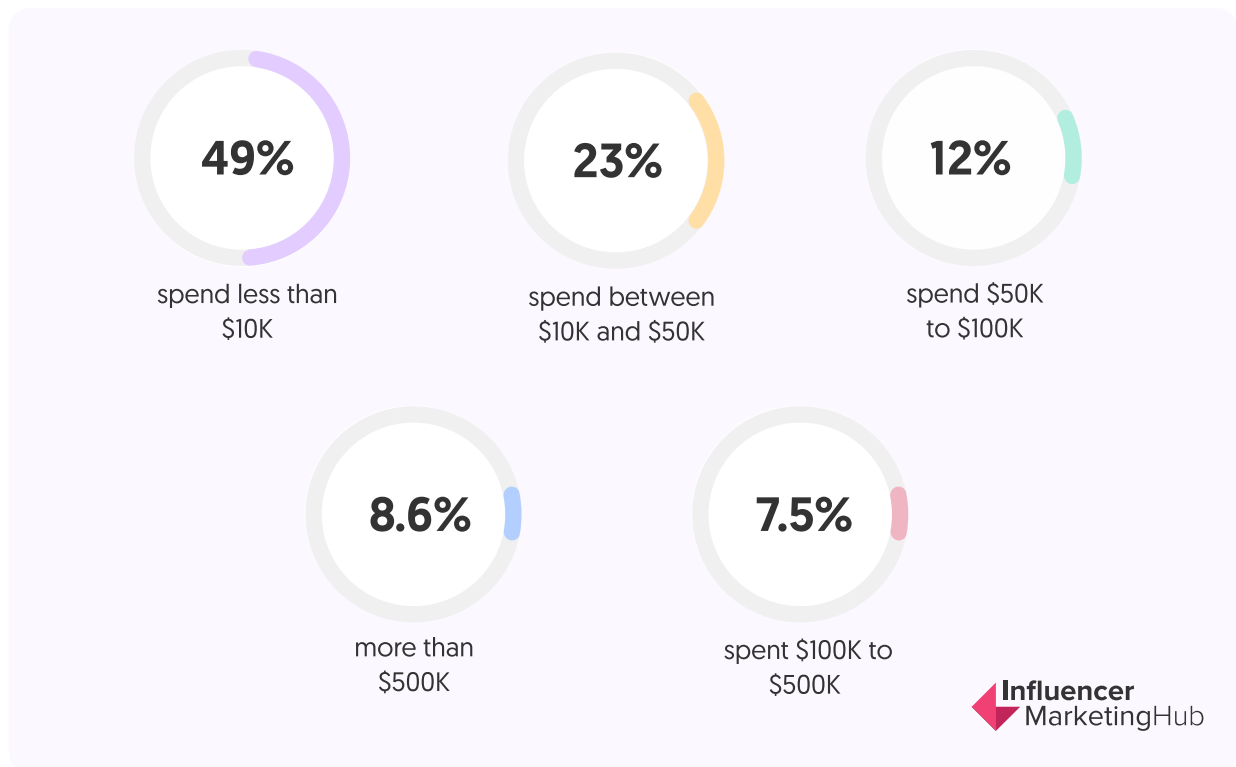 49%
spend less than
$10K
23%
spend between
$10K and $50K
12%
spend $50K
to $100K
8.6%
more than
$500K
7.5%
spent $100K to
$500K
Influencer
MarketingHub